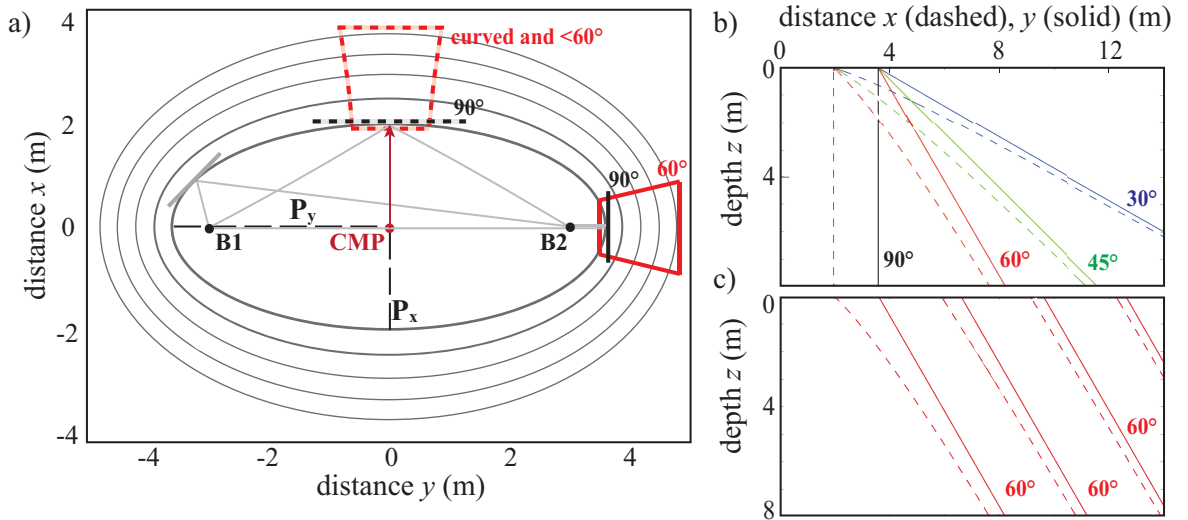 a)
distance x (m)
4
2
0
-2
-4
curved and <60°
90°
60°
90°
Py
B1
CMP
B2
Px
-4
-2
0
2
4
distance y (m)
b)
distance x (dashed), y (solid) (m)
0
4
8
12
depth z (m)
0
4
30°
90°
60°
45°
c)
depth z (m)
0
4
8
60°
60°
60°